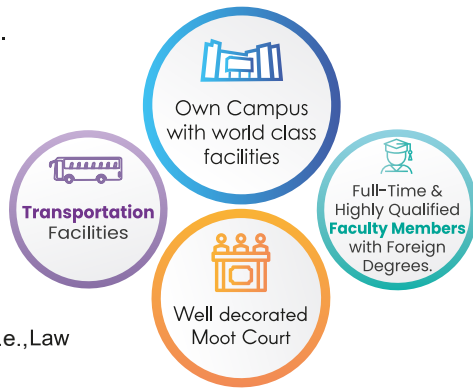 .
Own Campus
with world class
facilities
Transportation
Facilities
Full-Time &
Highly Qualified
Faculty Members
with Foreign
Degrees.
Well decorated
Moot Court
.e.,Law